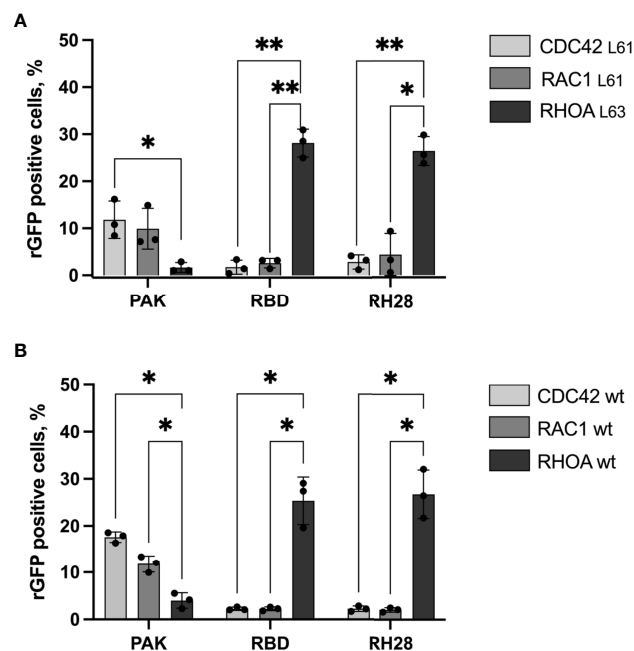 A
rGFP positive cells, %
50
40
30
20
10
0
** ** ** * *
PAK RBD RH28
CDC42 L61
RAC1 L61
RHOA L63
B
rGFP positive cells, %
50
40
30
20
10
0
* * *
* * *
PAK RBD RH28
CDC42 wt
RAC1 wt
RHOA wt